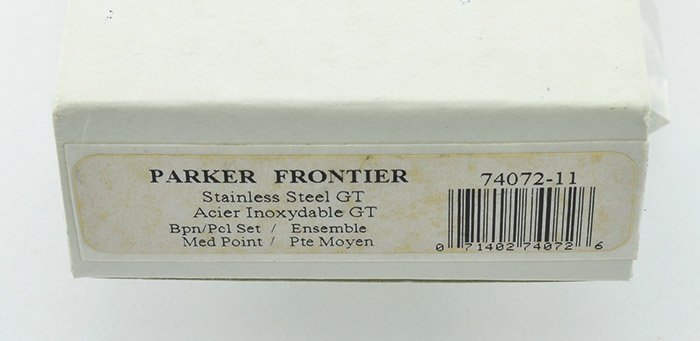 PARKER FRONTIER
Stainless Steel GT
Acier Inoxydable GT
Bpn/Pcl Set / Ensemble
Med Point / Pte Moyen
74072-11
0 71402 74072 6